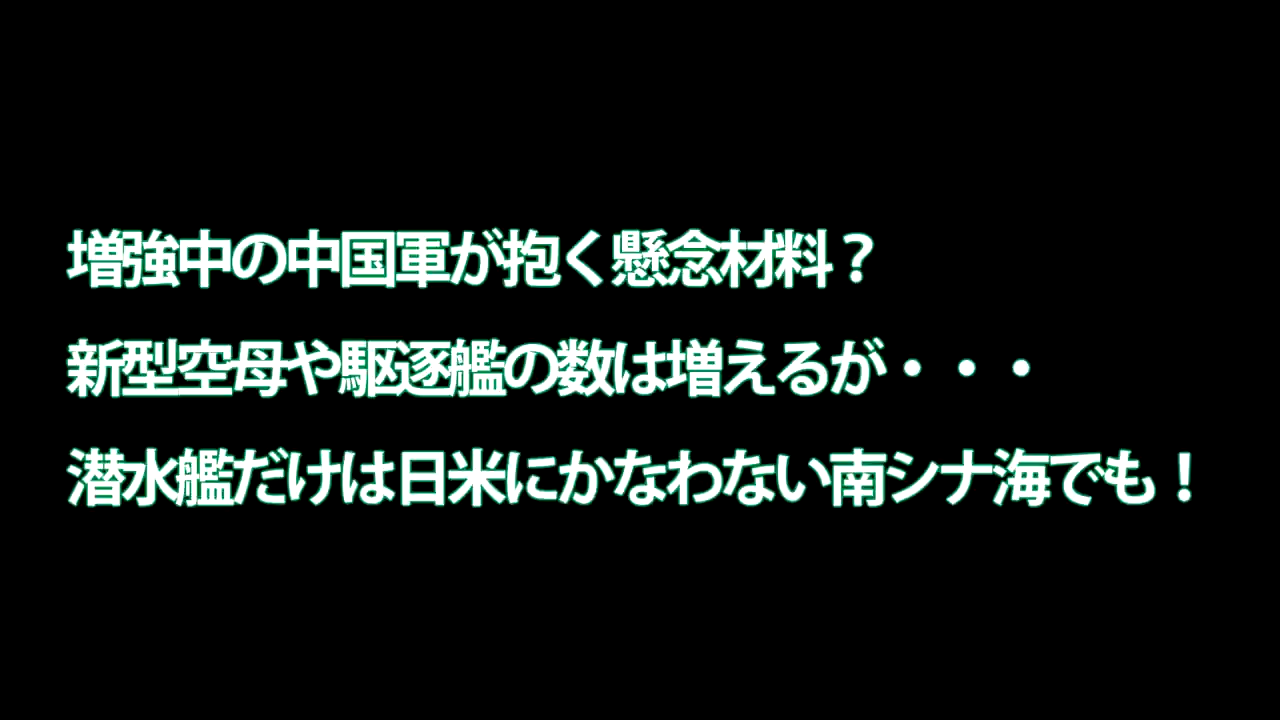 増強中の中国軍が抱く懸念材料？
新型空母や駆逐艦の数は増えるが・・・
潜水艦だけは日米にかなわない南シナ海でも！